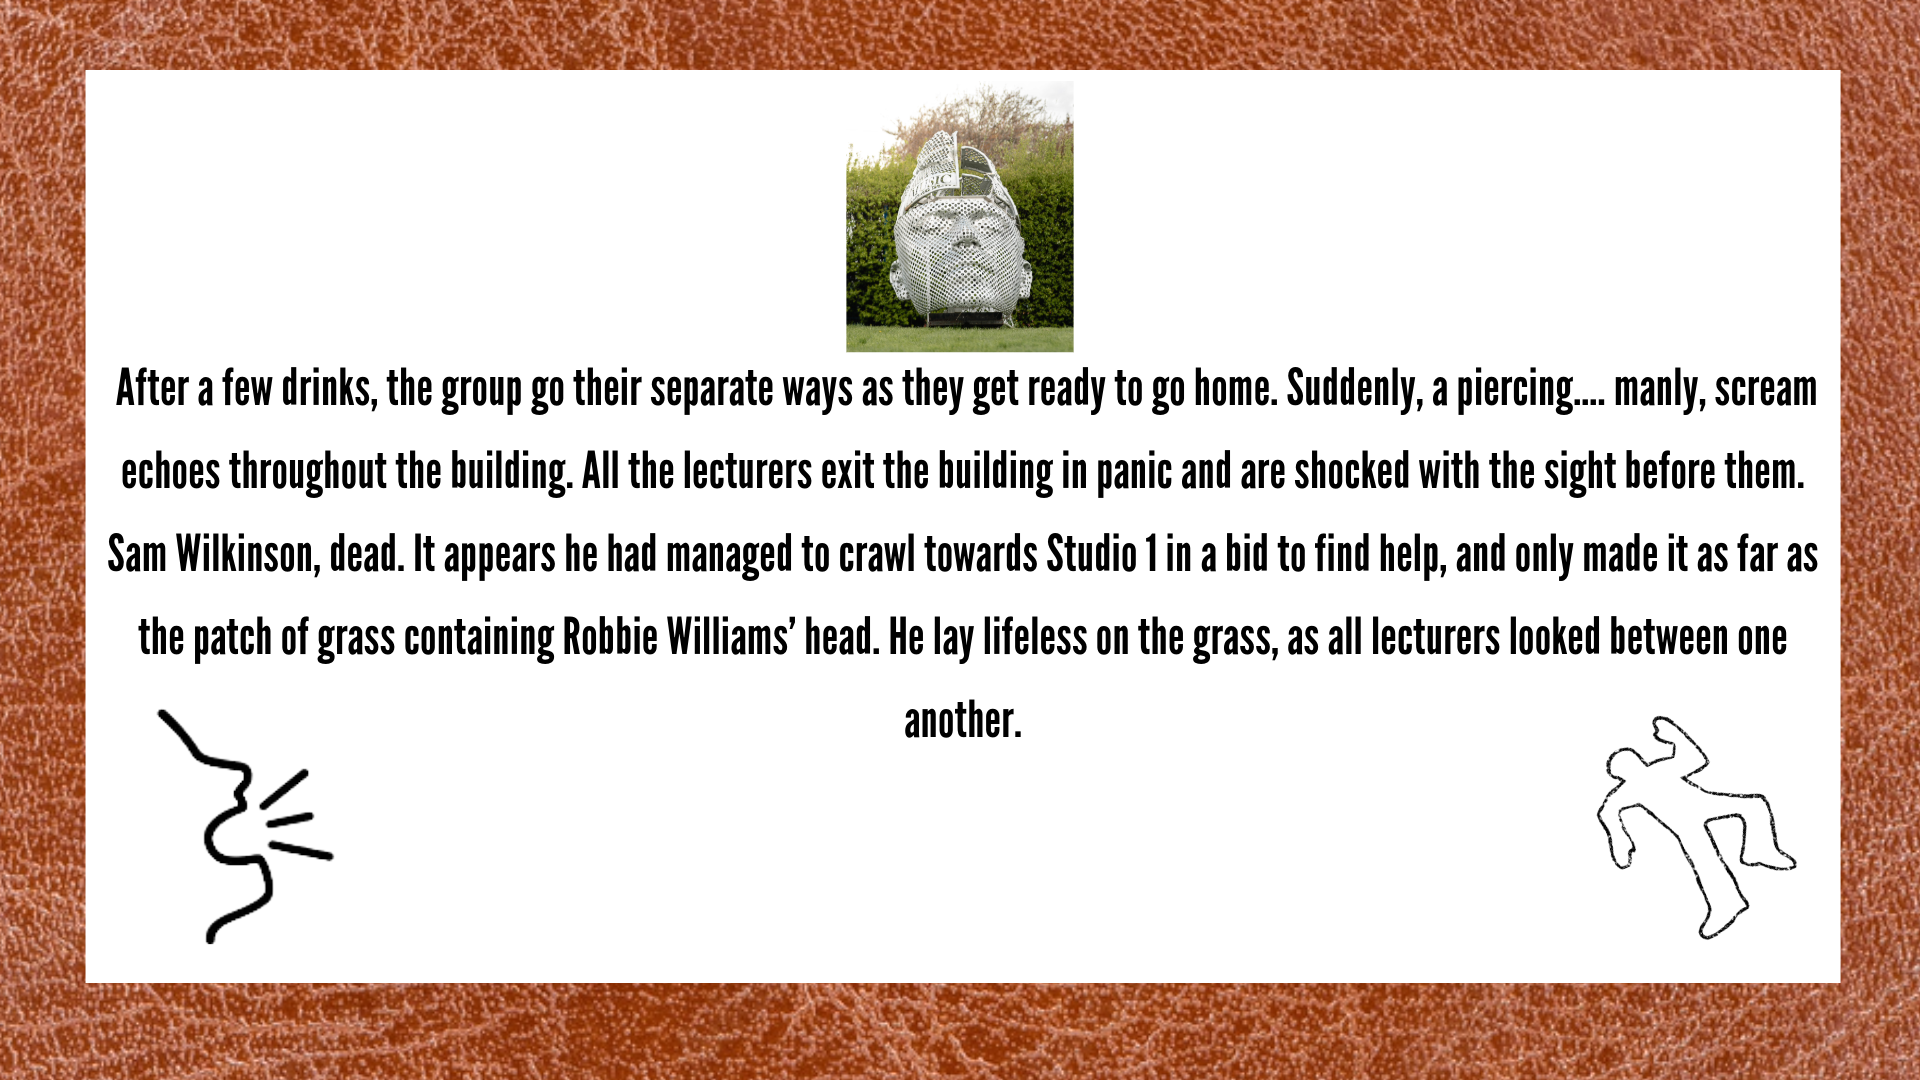 After a few drinks, the group go their separate ways as they get ready to go home. Suddenly, a piercing.... manly, scream
echoes throughout the building. All the lecturers exit the building in panic and are shocked with the sight before them.
Sam Wilkinson, dead. It appears he had managed to crawl towards Studio 1 in a bid to find help, and only made it as far as
the patch of grass containing Robbie Williams’ head. He lay lifeless on the grass, as all lecturers looked between one
another.